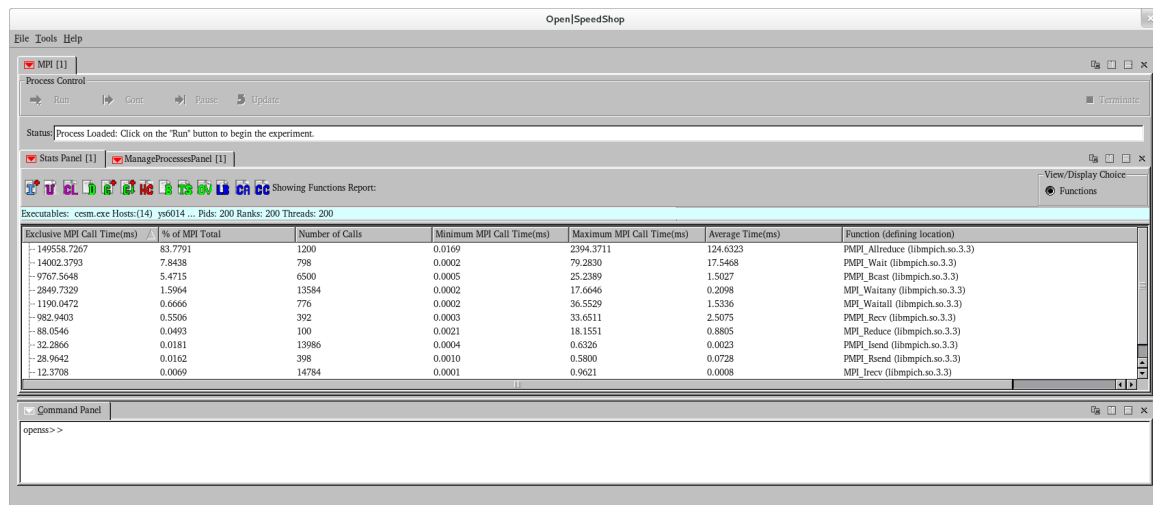 Open|SpeedShop
File Tools Help
MPI [1]
Process Control
Run Cont Pause Update Terminate
Status: Process Loaded: Click on the "Run" button to begin the experiment.
Stats Panel [1] ManageProcessesPanel [1]
View/Display Choice
I U CL D C HC B TS OV LB CA CC Showing Functions Report: Functions
Executables: cesm.exe Hosts:(14) ys6014 ... Pids: 200 Ranks: 200 Threads: 200
Exclusive MPI Call Time(ms) % of MPI Total Number of Calls Minimum MPI Call Time(ms) Maximum MPI Call Time(ms) Average Time(ms) Function (defining location)
149558.7267 83.7791 1200 0.0169 2394.3711 124.6323 PMPI_Allreduce (libmpich.so.3.3)
14002.3793 7.8438 798 0.0002 79.2830 17.5468 PMPI_Wait (libmpich.so.3.3)
9767.5648 5.4715 6500 0.0005 25.2389 1.5027 PMPI_Bcast (libmpich.so.3.3)
2849.7329 1.5964 13584 0.0002 17.6646 0.2098 MPI_Waitany (libmpich.so.3.3)
1190.0472 0.6666 776 0.0002 36.5529 1.5336 MPI_Waitall (libmpich.so.3.3)
982.9403 0.5506 392 0.0003 33.6511 2.5075 PMPI_Recv (libmpich.so.3.3)
88.0546 0.0493 100 0.0021 18.1551 0.8805 MPI_Reduce (libmpich.so.3.3)
32.2866 0.0181 13986 0.0004 0.6326 0.0023 PMPI_Isend (libmpich.so.3.3)
28.9642 0.0162 398 0.0010 0.5800 0.0728 PMPI_Rsend (libmpich.so.3.3)
12.3708 0.0069 14784 0.0001 0.9621 0.0008 MPI_Irecv (libmpich.so.3.3)
Command Panel
openss>>